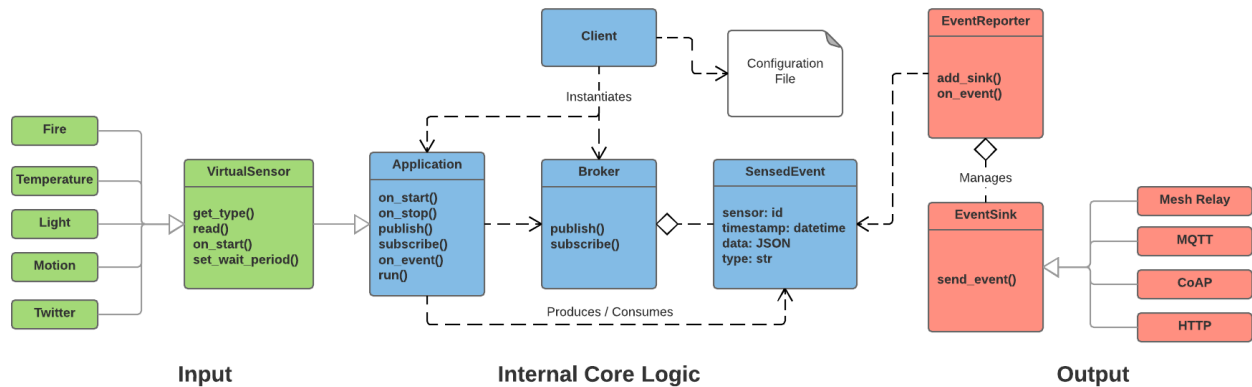 Client
Configuration
File
Instantiates
EventReporter
add_sink()
on_event()
Fire
Temperature
Light
Motion
Twitter
VirtualSensor
get_type()
read()
on_start()
set_wait_period()
Application
on_start()
on_stop()
publish()
subscribe()
on_event()
run()
Broker
publish()
subscribe()
SensedEvent
sensor: id
timestamp: datetime
data: JSON
type: str
Manages
EventSink
send_event()
Mesh Relay
MQTT
CoAP
HTTP
Produces / Consumes
Input
Internal Core Logic
Output